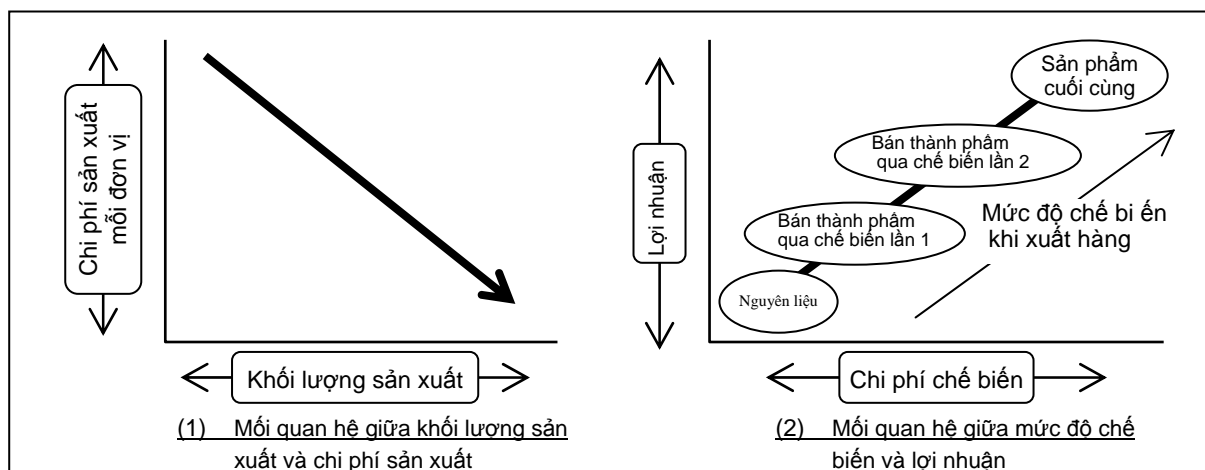 Chi phí sản xuất
mỗi đơn vị
Khối lượng sản xuất
(1) Mối quan hệ giữa khối lượng sản
xuất và chi phí sản xuất
Lợi nhuận
Sản phẩm
cuối cùng
Bán thành phẩm
qua chế biến lần 2
Bán thành phẩm
qua chế biến lần 1
Nguyên liệu
Mức độ chế bi ến
khi xuất hàng
Chi phí chế biến
(2) Mối quan hệ giữa mức độ chế
biến và lợi nhuận